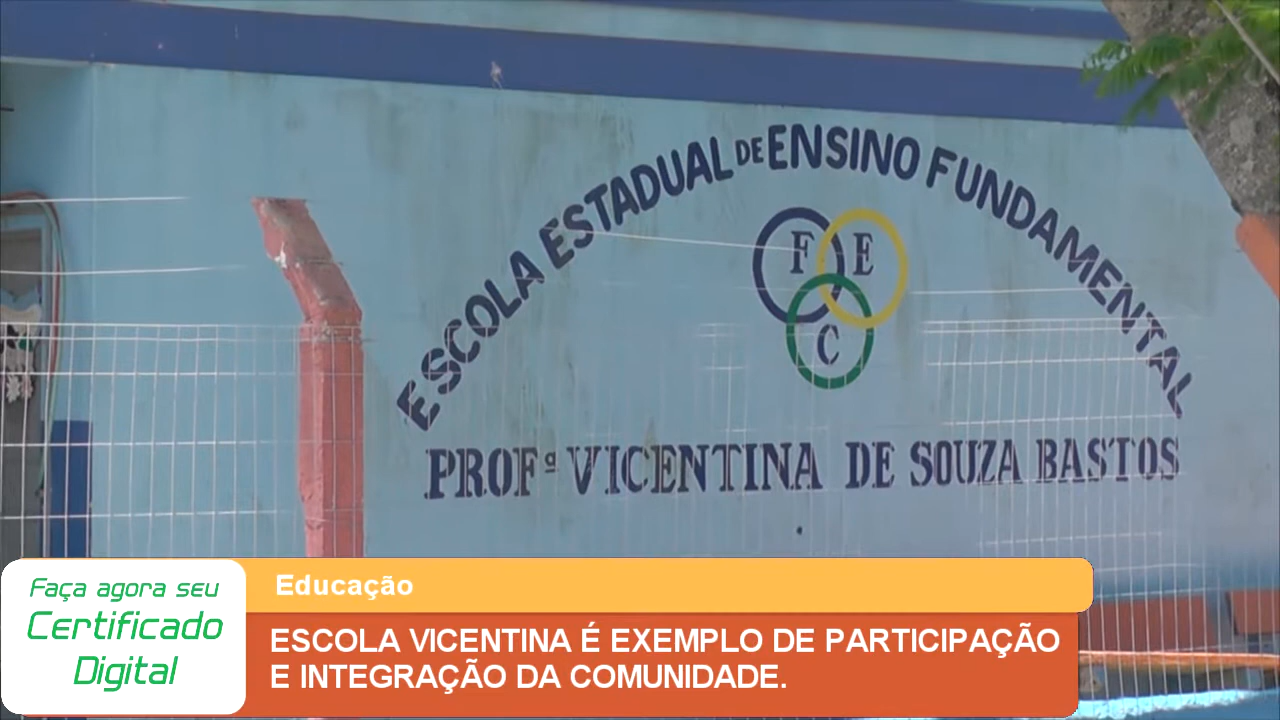 ESCOLA ESTADUAL DE ENSINO FUNDAMENTAL
F E
C
PROFª VICENTINA DE SOUZA BASTOS
Faça agora seu
Certificado
Digital
Educação
ESCOLA VICENTINA É EXEMPLO DE PARTICIPAÇÃO
E INTEGRAÇÃO DA COMUNIDADE.